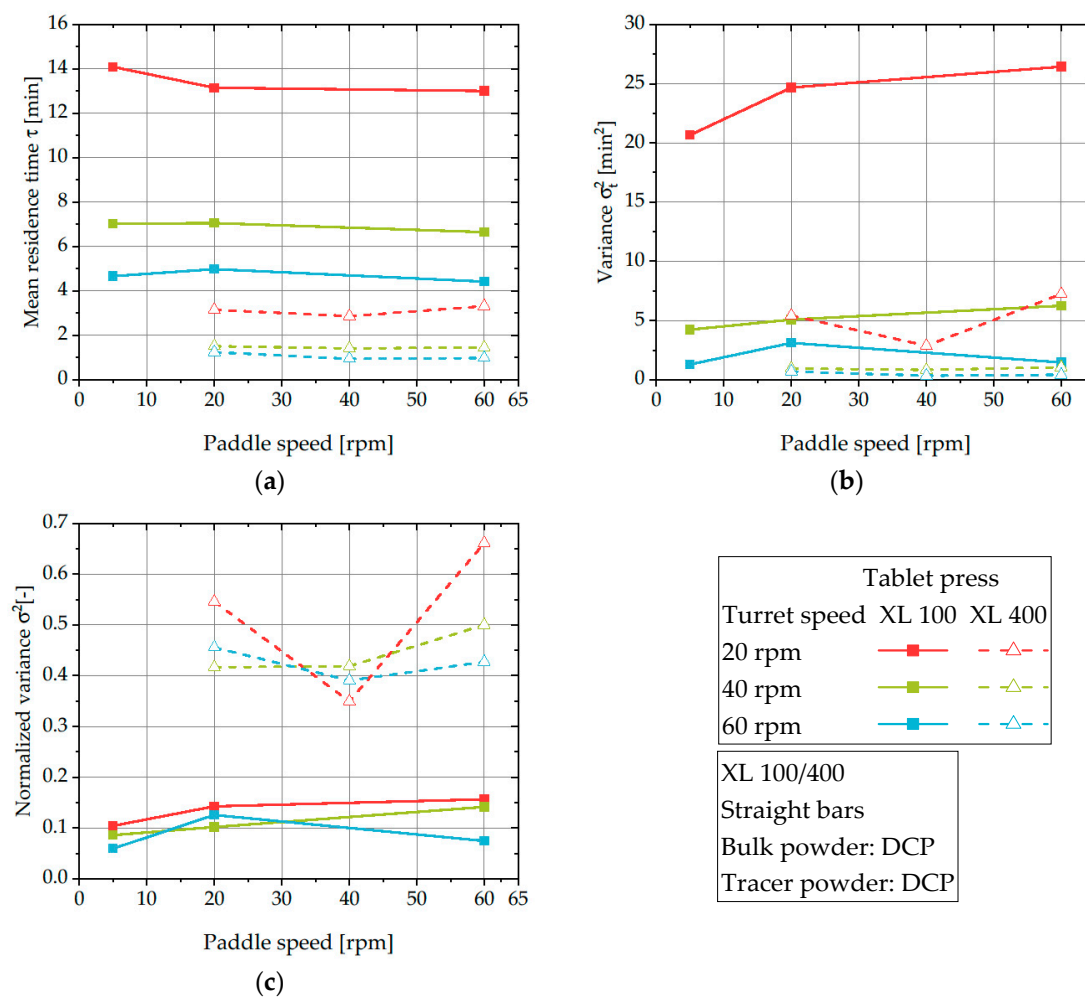 16
14
12
10
8
6
4
2
0
Mean residence time τ [min]
0 10 20 30 40 50 60 65
Paddle speed [rpm]
(a)
30
25
20
15
10
5
0
Variance σt² [min²]
0 10 20 30 40 50 60
Paddle speed [rpm]
(b)
0.7
0.6
0.5
0.4
0.3
0.2
0.1
0.0
Normalized variance σ²[-]
0 10 20 30 40 50 60 65
Paddle speed [rpm]
(c)
Tablet press
Turret speed XL 100 XL 400
20 rpm
40 rpm
60 rpm
XL 100/400
Straight bars
Bulk powder: DCP
Tracer powder: DCP